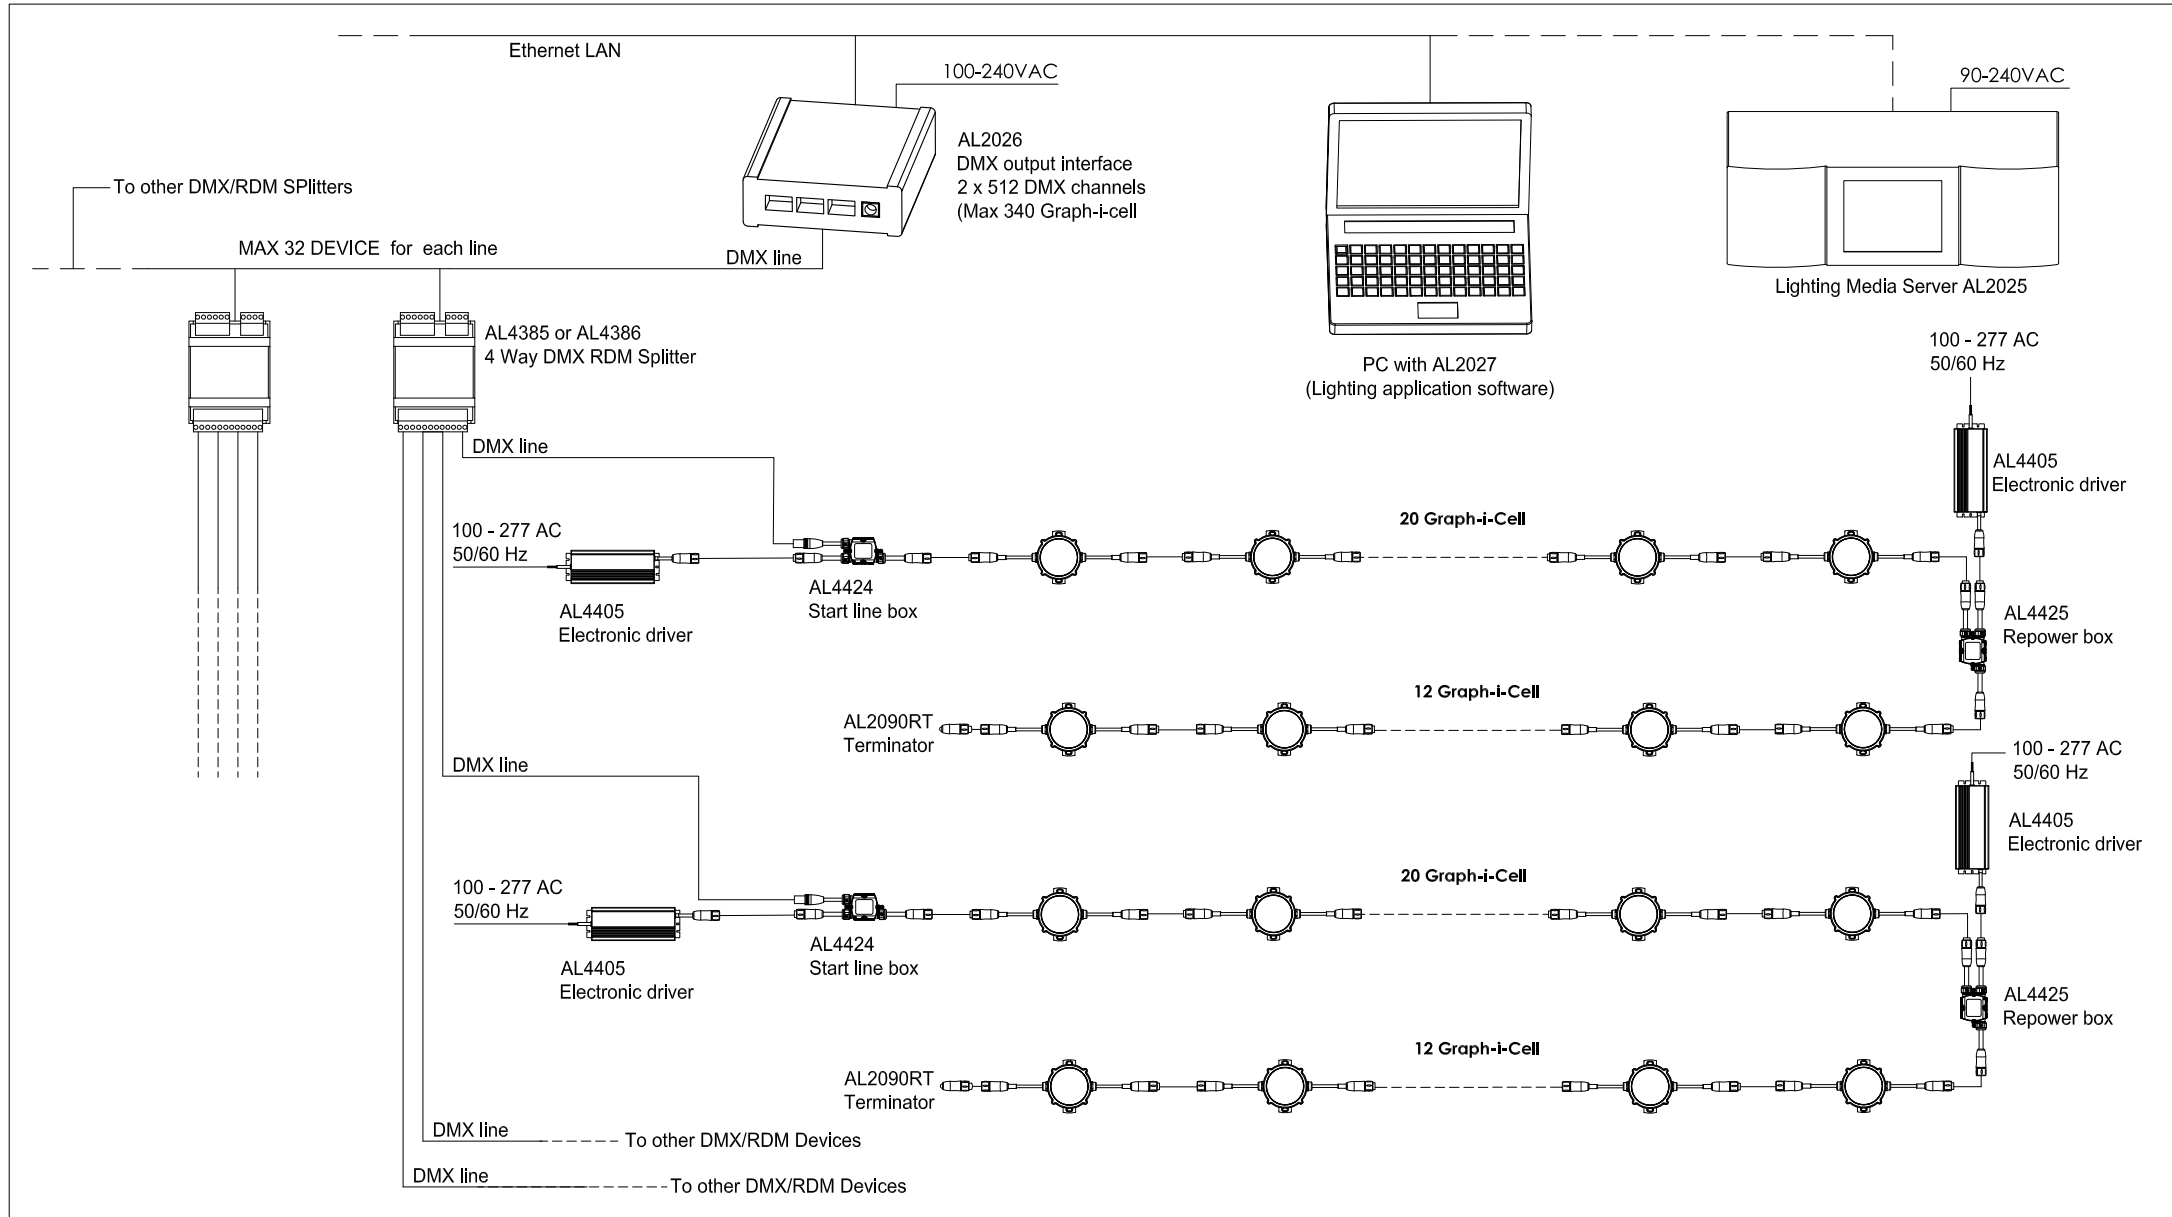 Ethernet LAN
100-240VAC
90-240VAC
AL2026
DMX output interface
2 x 512 DMX channels
(Max 340 Graph-i-cell
To other DMX/RDM SPlitters
MAX 32 DEVICE for each line
DMX line
Lighting Media Server AL2025
AL4385 or AL4386
4 Way DMX RDM Splitter
PC with AL2027
(Lighting application software)
100 - 277 AC
50/60 Hz
DMX line
AL4405
Electronic driver
20 Graph-i-Cell
100 - 277 AC
50/60 Hz
AL4424
Start line box
AL4405
Electronic driver
AL4425
Repower box
12 Graph-i-Cell
AL2090RT
Terminator
DMX line
100 - 277 AC
50/60 Hz
AL4405
Electronic driver
20 Graph-i-Cell
100 - 277 AC
50/60 Hz
AL4424
Start line box
AL4405
Electronic driver
AL4425
Repower box
12 Graph-i-Cell
AL2090RT
Terminator
DMX line
To other DMX/RDM Devices
DMX line
To other DMX/RDM Devices